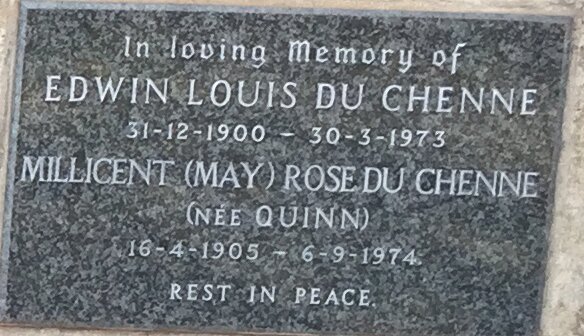 In loving Memory of
EDWIN LOUIS DU CHENNE
31-12-1900 - 30-3-1973
MILLICENT (MAY) ROSE DU CHENNE
(NÉE QUINN)
16-4-1905 - 6-9-1974.
REST IN PEACE.